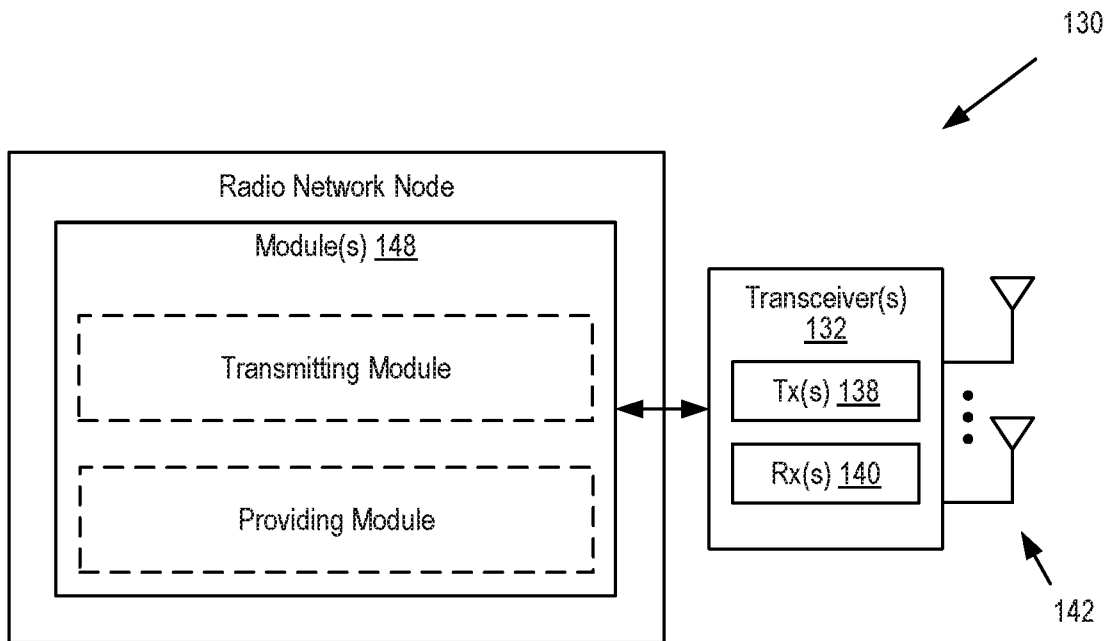 130
Radio Network Node
Module(s) 148
Transmitting Module
Providing Module
Transceiver(s)
132
Tx(s) 138
Rx(s) 140
142